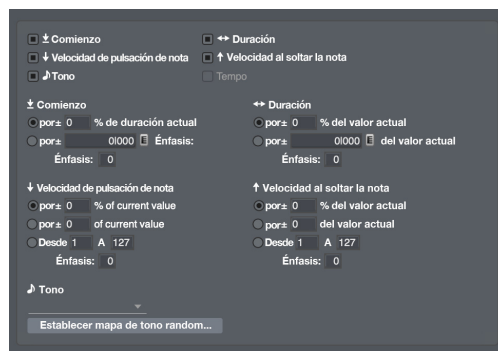 Comienzo
Duración
Velocidad de pulsación de nota
Velocidad al soltar la nota
Tono
Tempo
Comienzo
por± 0 % de duración actual
por± 0|000 Énfasis:
Énfasis: 0
Duración
por± 0 % del valor actual
por± 0|000 del valor actual
Énfasis: 0
Velocidad de pulsación de nota
por± 0 % of current value
por± 0 of current value
Desde 1 A 127
Énfasis: 0
Velocidad al soltar la nota
por± 0 % del valor actual
por± 0 del valor actual
Desde 1 A 127
Énfasis: 0
Tono
Establecer mapa de tono random...